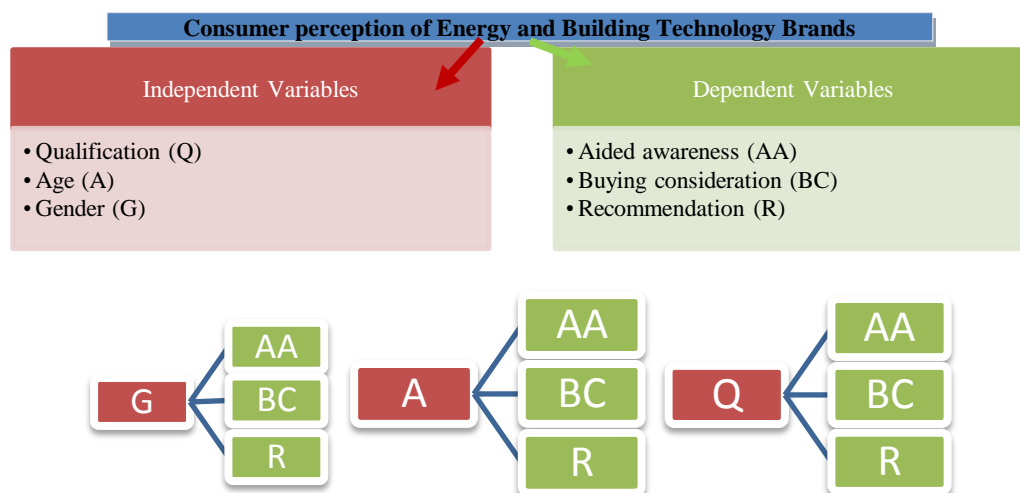 Consumer perception of Energy and Building Technology Brands
Independent Variables
• Qualification (Q)
• Age (A)
• Gender (G)
Dependent Variables
• Aided awareness (AA)
• Buying consideration (BC)
• Recommendation (R)
G
AA
BC
R
A
AA
BC
R
Q
AA
BC
R